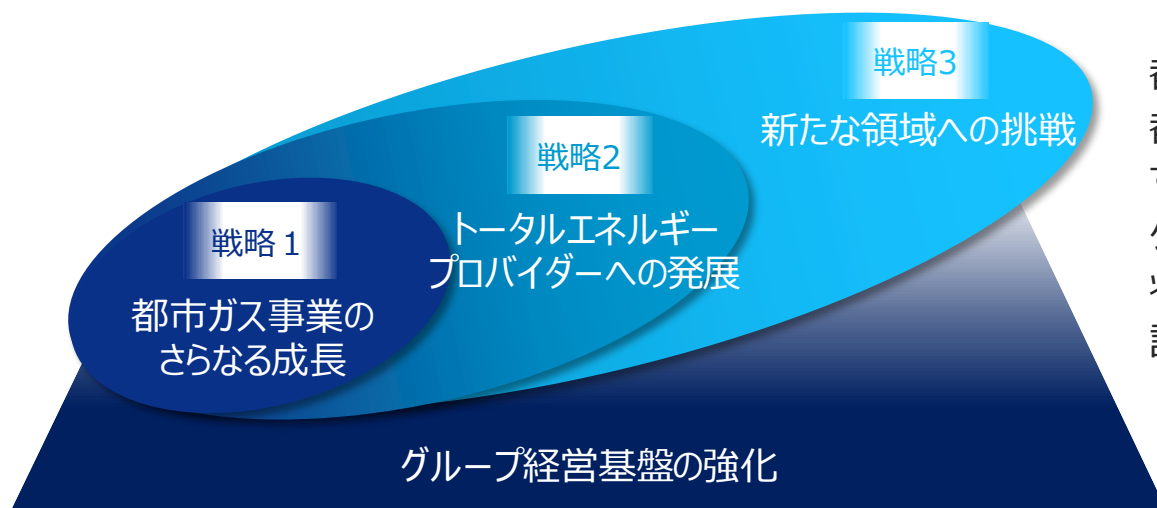 戦略3
新たな領域への挑戦
戦略2
トータルエネルギー
プロバイダーへの発展
戦略1
都市ガス事業の
さらなる成長
グループ経営基盤の強化